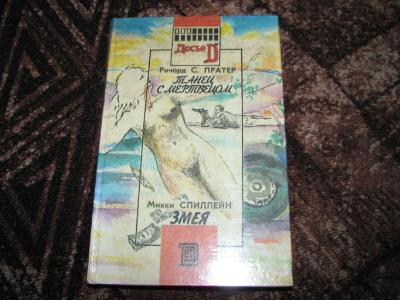 Досье D
Ричард С. ПРАТЕР
ТАНЕЦ
С МЕРТВЕЦОМ
Микки СПИЛЛЕЙН
ЗМЕЯ
D